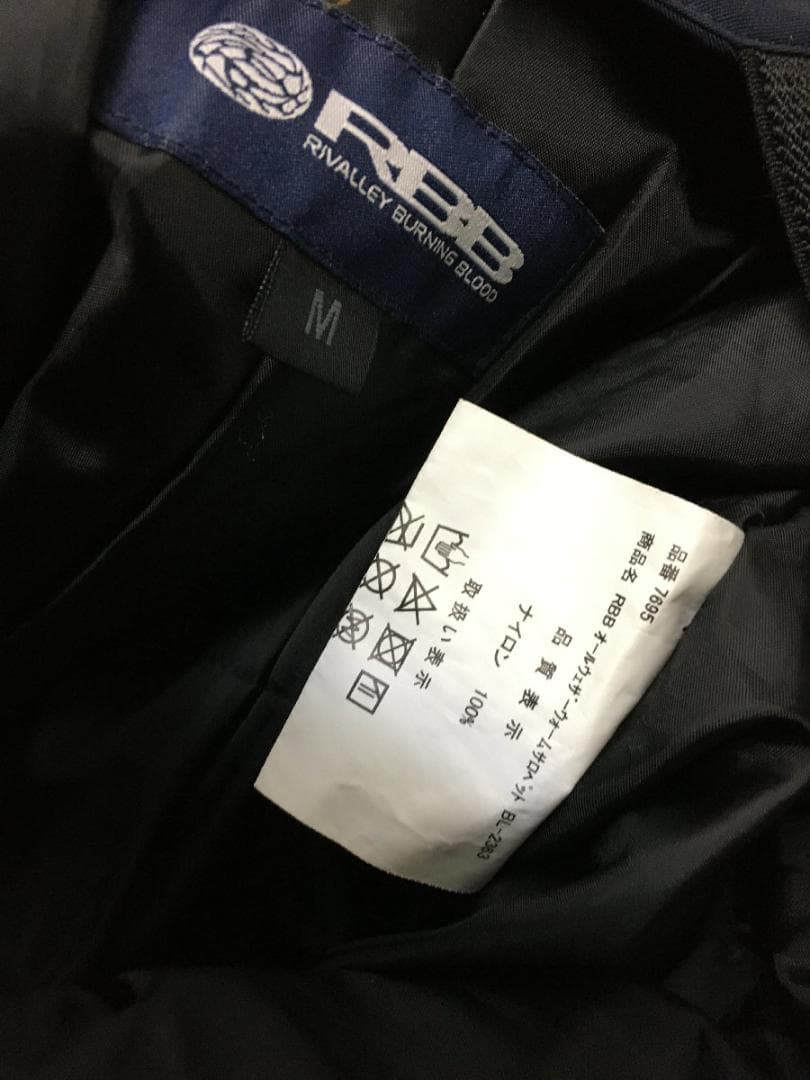 RBB
RIVALLEY BURNING BLOOD
M
品番 7695
商品名 RBB オールウェザーウォームサロペット BL-2363
品質表示
ナイロン 100%
取扱い表示